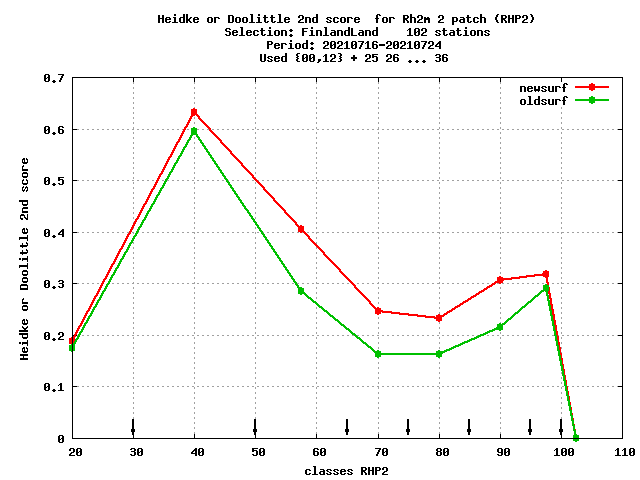 Heidke or Doolittle 2nd score  for Rh2m 2 patch (RHP2)
Selection: FinlandLand    102 stations
Period: 20210716-20210724
Used {00,12} + 25 26 ... 36
newsurf
oldsurf
Heidke or Doolittle 2nd score
0.7
0.6
0.5
0.4
0.3
0.2
0.1
0
20 30 40 50 60 70 80 90 100 110
classes RHP2